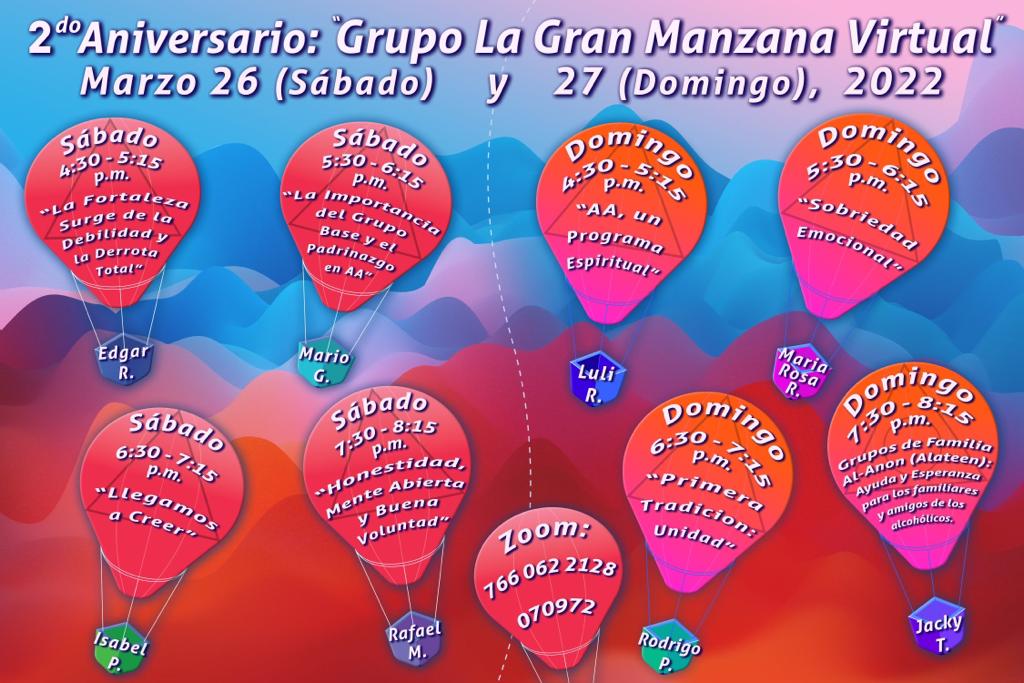 2do Aniversario: "Grupo La Gran Manzana Virtual"
Marzo 26 (Sábado) y 27 (Domingo), 2022
Sábado
4:30 - 5:15
p.m.
"La Fortaleza
Surge de la
Debilidad y
la Derrota
Total"
Edgar
R.
Sábado
5:30 - 6:15
p.m.
"La Importancia
del Grupo
Base y el
Padrinazgo
en AA"
Mario
G.
Domingo
4:30 - 5:15
p.m.
"AA, un
Programa
Espiritual"
Luli
R.
Domingo
5:30 - 6:15
p.m.
"Sobriedad
Emocional"
Maria
Rosa
R.
Sábado
6:30 - 7:15
p.m.
"Llegamos
a Creer"
Isabel
P.
Sábado
7:30 - 8:15
p.m.
"Honestidad,
Mente Abierta
y Buena
Voluntad"
Rafael
M.
Zoom:
766 062 2128
070972
Domingo
6:30 - 7:15
p.m.
"Primera
Tradicion:
Unidad"
Rodrigo
P.
Domingo
7:30 - 8:15
p.m.
Grupos de Familia
Al-Anon (Alateen):
Ayuda y Esperanza
para los familiares
y amigos de los
alcohólicos.
Jacky
T.